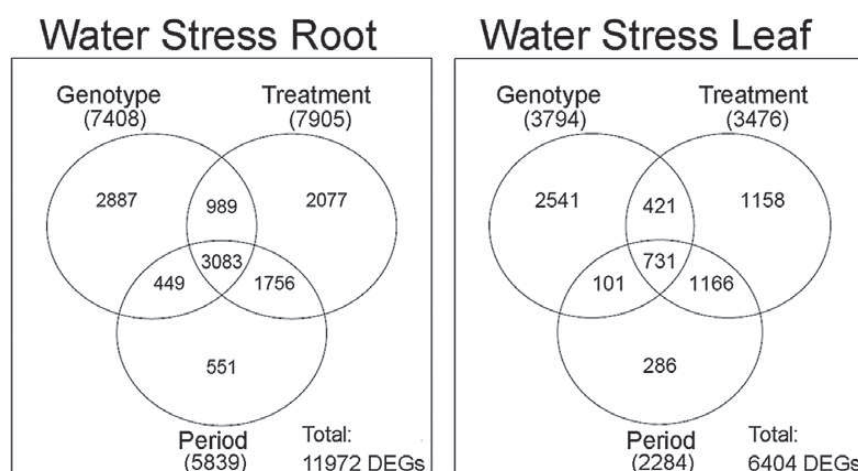 Water Stress Root
Genotype
(7408)
Treatment
(7905)
2887
989
2077
3083
449
1756
551
Period
(5839)
Total:
11972 DEGs
Water Stress Leaf
Genotype
(3794)
Treatment
(3476)
2541
421
1158
731
101
1166
286
Period
(2284)
Total:
6404 DEGs